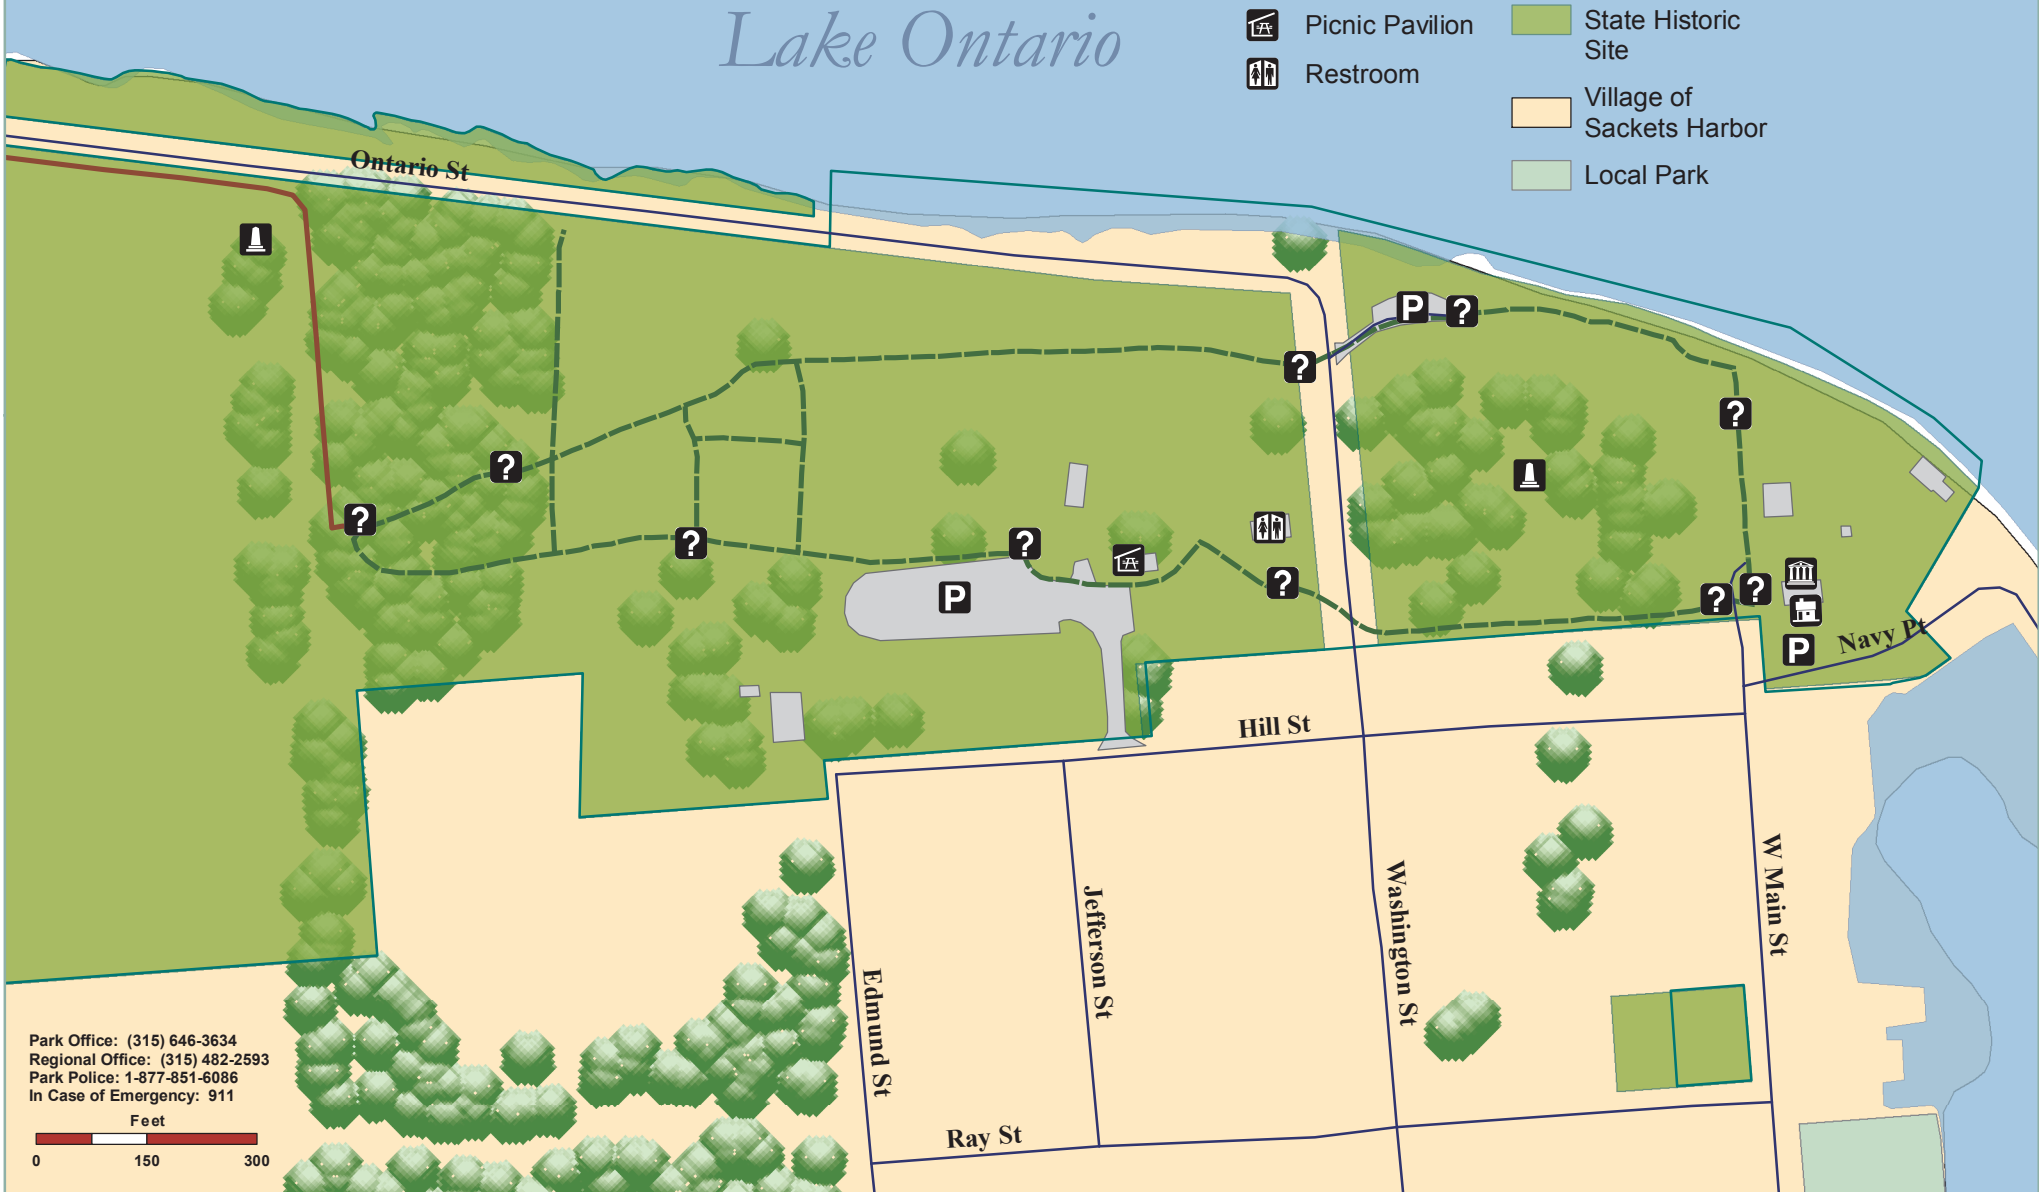 Lake Ontario
Picnic Pavilion
Restroom
State Historic
Site
Village of
Sackets Harbor
Local Park
Ontario St
P
?
?
?
?
?
?
?
?
?
?
P
P
Navy Pt
Hill St
W Main St
Washington St
Jefferson St
Edmund St
Ray St
Park Office: (315) 646-3634
Regional Office: (315) 482-2593
Park Police: 1-877-851-6086
In Case of Emergency: 911
Feet
0 150 300